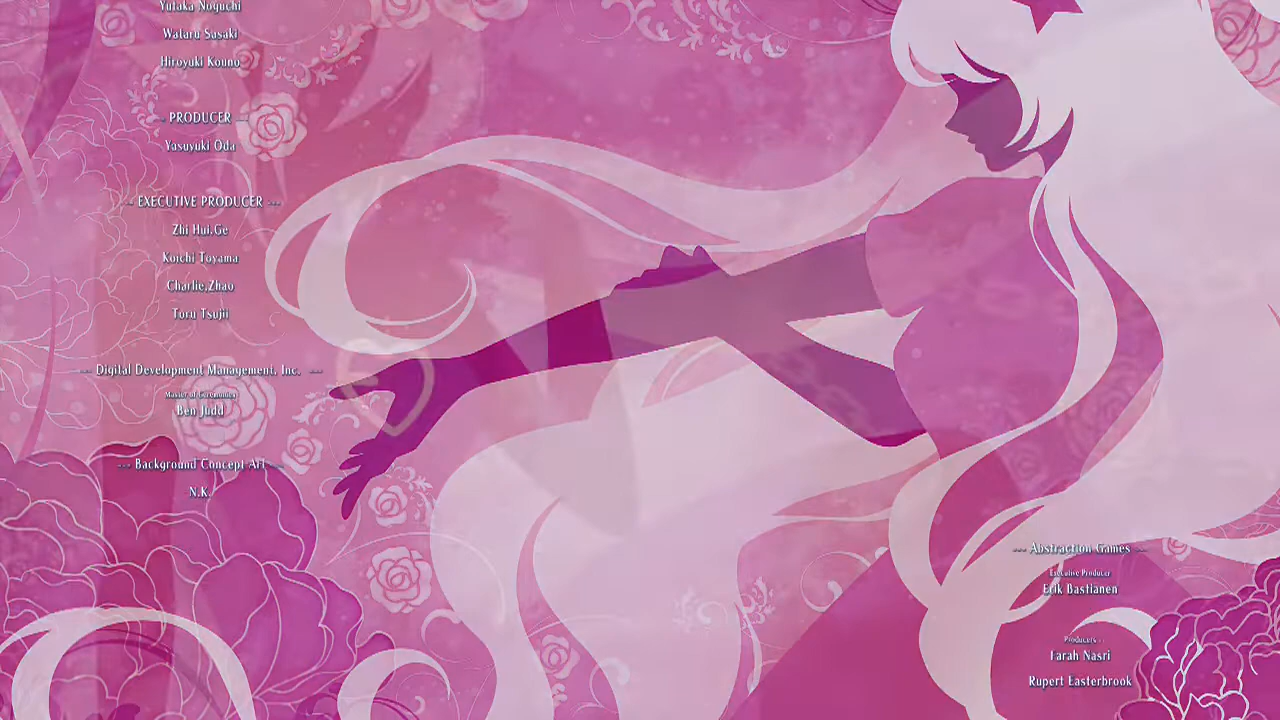 Yutaka Noguchi
Wataru Susaki
Hiroyuki Kouno
--- PRODUCER ---
Yasuyuki Oda
--- EXECUTIVE PRODUCER ---
Zhi Hui.Ge
Koichi Toyama
Charlie.Zhao
Toru Tsujii
--- Digital Development Management, Inc. ---
Master of Ceremonies
Ben Judd
--- Background Concept Art ---
N.K.
--- Abstraction Games ---
Executive Producer
Erik Bastianen
Producers
Farah Nasri
Rupert Easterbrook